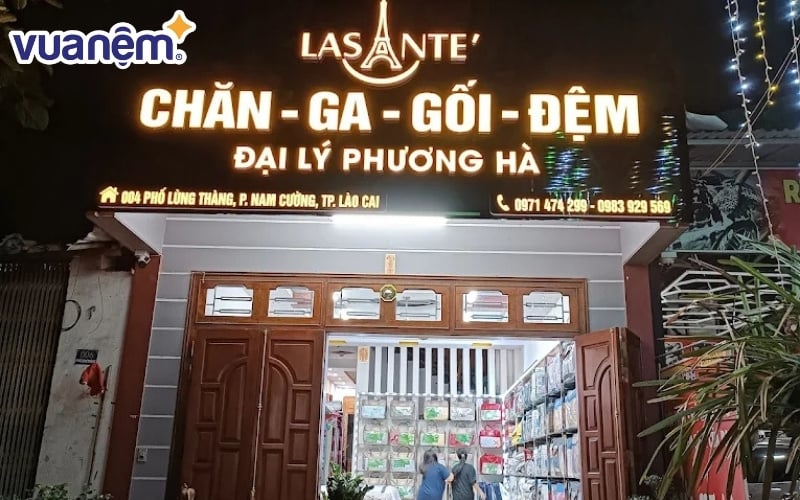 vuanệm
LASANTE'
CHĂN - GA - GỐI - ĐỆM
ĐẠI LÝ PHƯƠNG HÀ
004 PHỐ LÙNG THÀNG, P. NAM CƯỜNG, TP. LÀO CAI
0971 474 299 - 0983 929 569
R
006